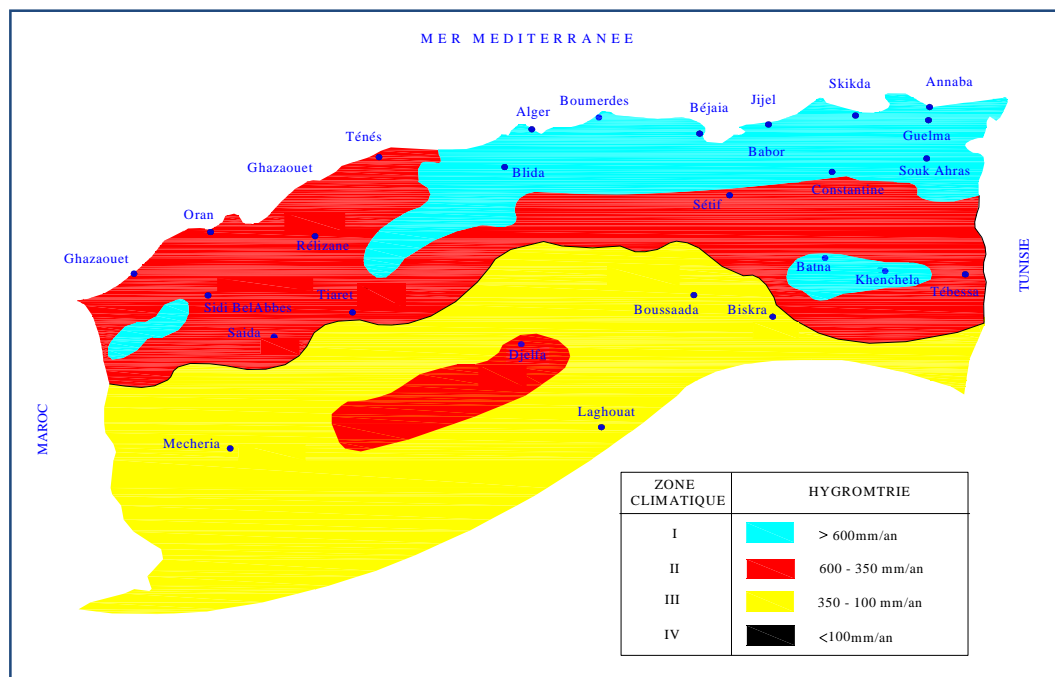 MER MEDITERRANEE
Skikda
Annaba
Jijel
Boumerdes
Béjaia
Alger
Ténés
Guelma
Babor
Ghazaouet
Blida
Souk Ahras
Constantine
Sétif
Oran
Rélizane
Ghazaouet
Batna
Khenchela
TUNISIE
Tébessa
Tiaret
Sidi BelAbbes
Boussaada
Biskra
Saïda
Djelfa
Laghouat
MAROC
Mecheria
ZONE
CLIMATIQUE
HYGROMTRIE
I
> 600mm/an
II
600 - 350 mm/an
III
350 - 100 mm/an
IV
<100mm/an